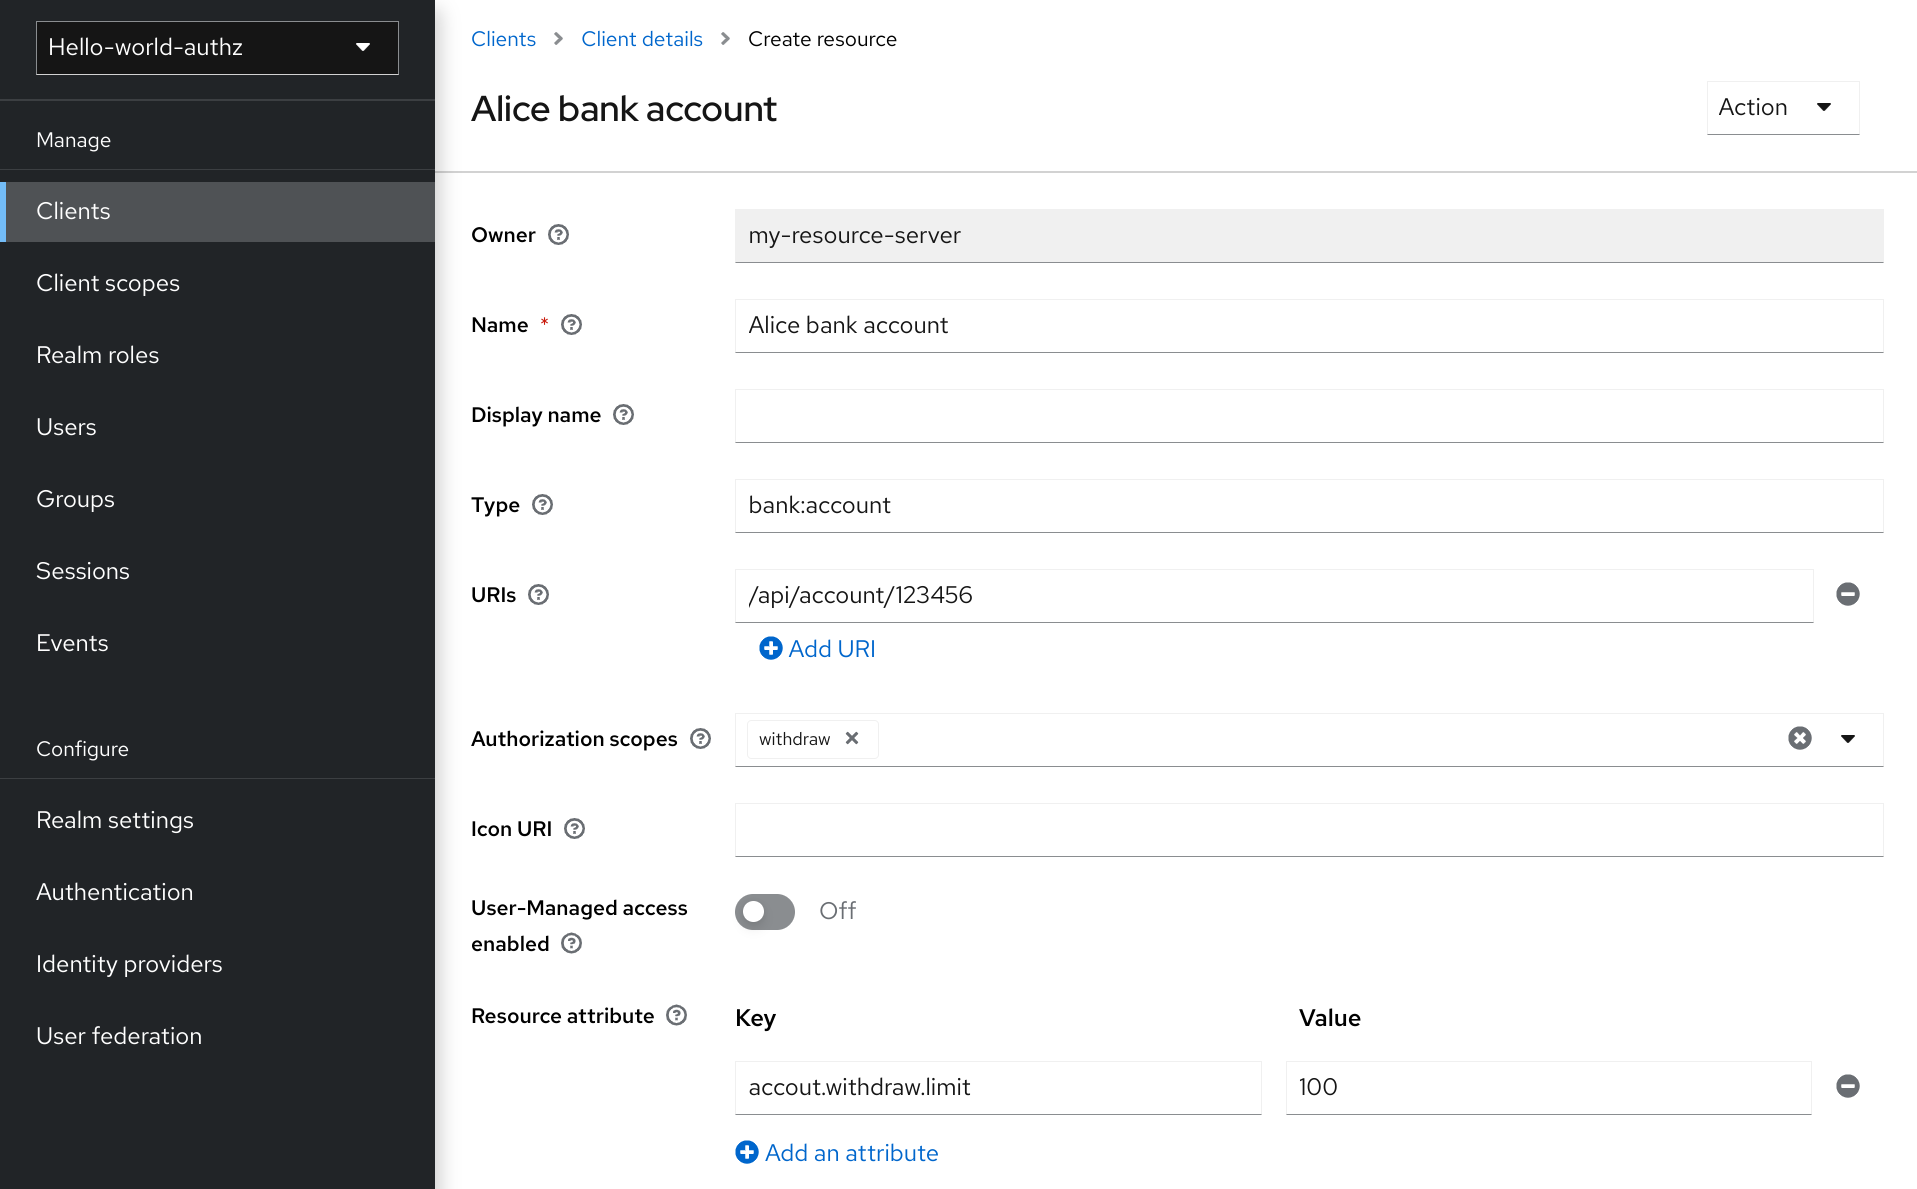 Hello-world-authz
Manage
Clients
Client scopes
Realm roles
Users
Groups
Sessions
Events
Configure
Realm settings
Authentication
Identity providers
User federation
Clients > Client details > Create resource
Alice bank account
Action
Owner my-resource-server
Name * Alice bank account
Display name
Type bank:account
URIs /api/account/123456
Add URI
Authorization scopes withdraw
Icon URI
User-Managed access
enabled
Off
Resource attribute Key Value
accout.withdraw.limit 100
Add an attribute